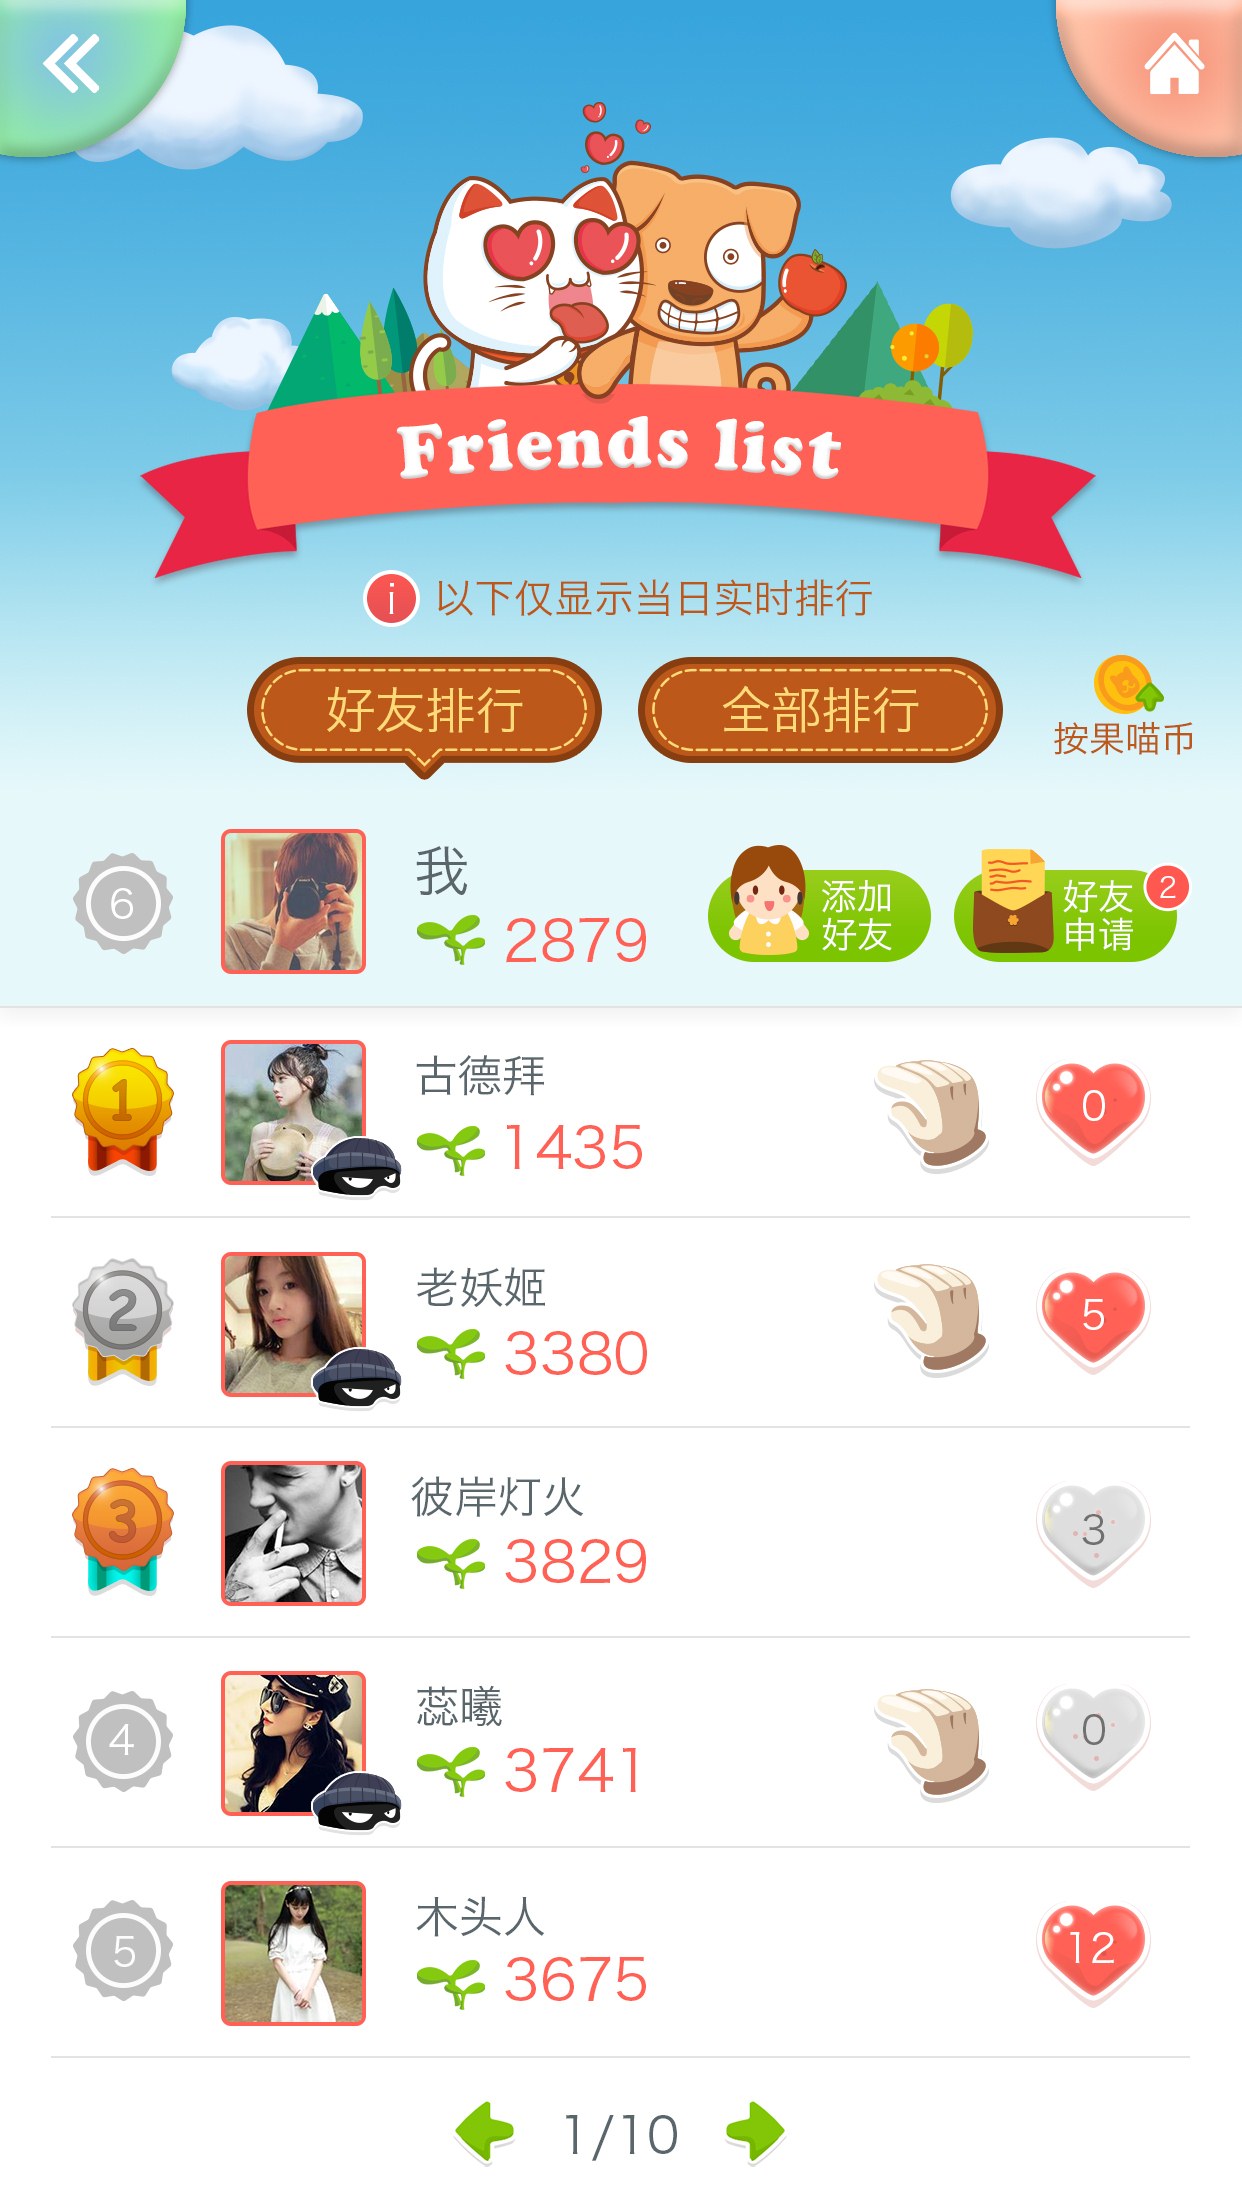 Friends list
i 以下仅显示当日实时排行
好友排行
全部排行
按果喵币
6
我
2879
添加
好友
好友
申请
2
1
古德拜
1435
0
2
老妖姬
3380
5
3
彼岸灯火
3829
3
4
蕊曦
3741
0
5
木头人
3675
12
1/10